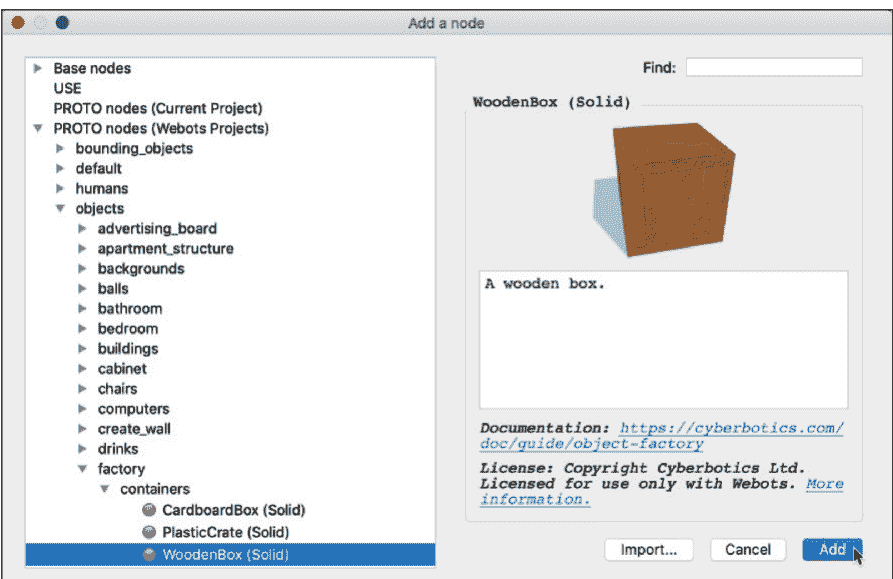 Add a node
Base nodes
USE
PROTO nodes (Current Project)
PROTO nodes (Webots Projects)
bounding_objects
default
humans
objects
advertising_board
apartment_structure
backgrounds
balls
bathroom
bedroom
buildings
cabinet
chairs
computers
create_wall
drinks
factory
containers
CardboardBox (Solid)
PlasticCrate (Solid)
WoodenBox (Solid)
Find:
WoodenBox (Solid)
A wooden box.
Documentation: https://cyberbotics.com/
doc/guide/object-factory
License: Copyright Cyberbotics Ltd.
Licensed for use only with Webots. More
information.
Import... Cancel Add